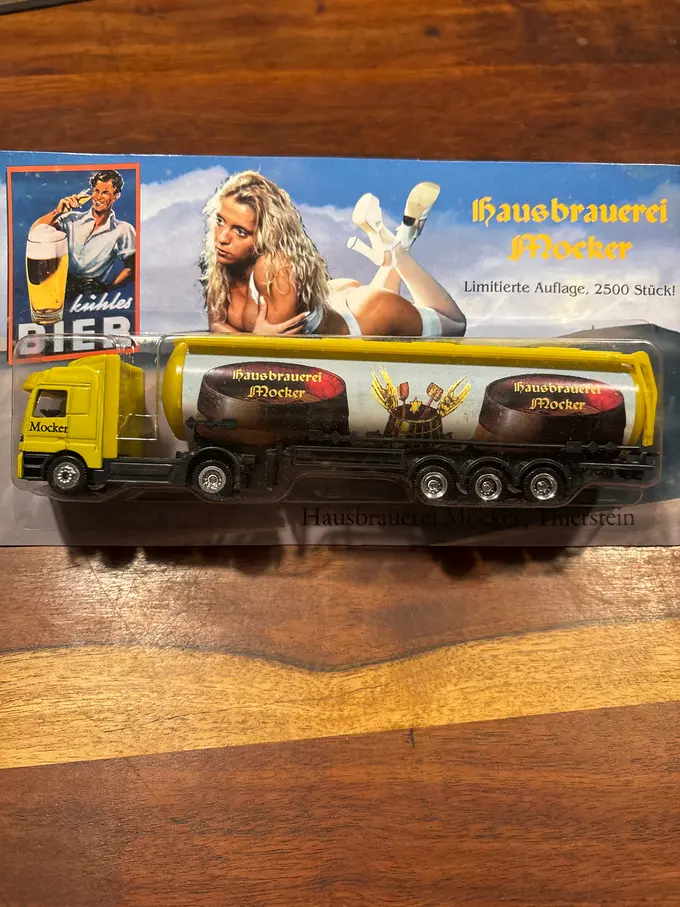 Hausbrauerei
Mocker
Limitierte Auflage, 2500 Stück!
kühles
BIER
Hausbrauerei
Mocker
Hausbrauerei
Mocker
Mocker
Hausbrauerei Mocker, Thierstein